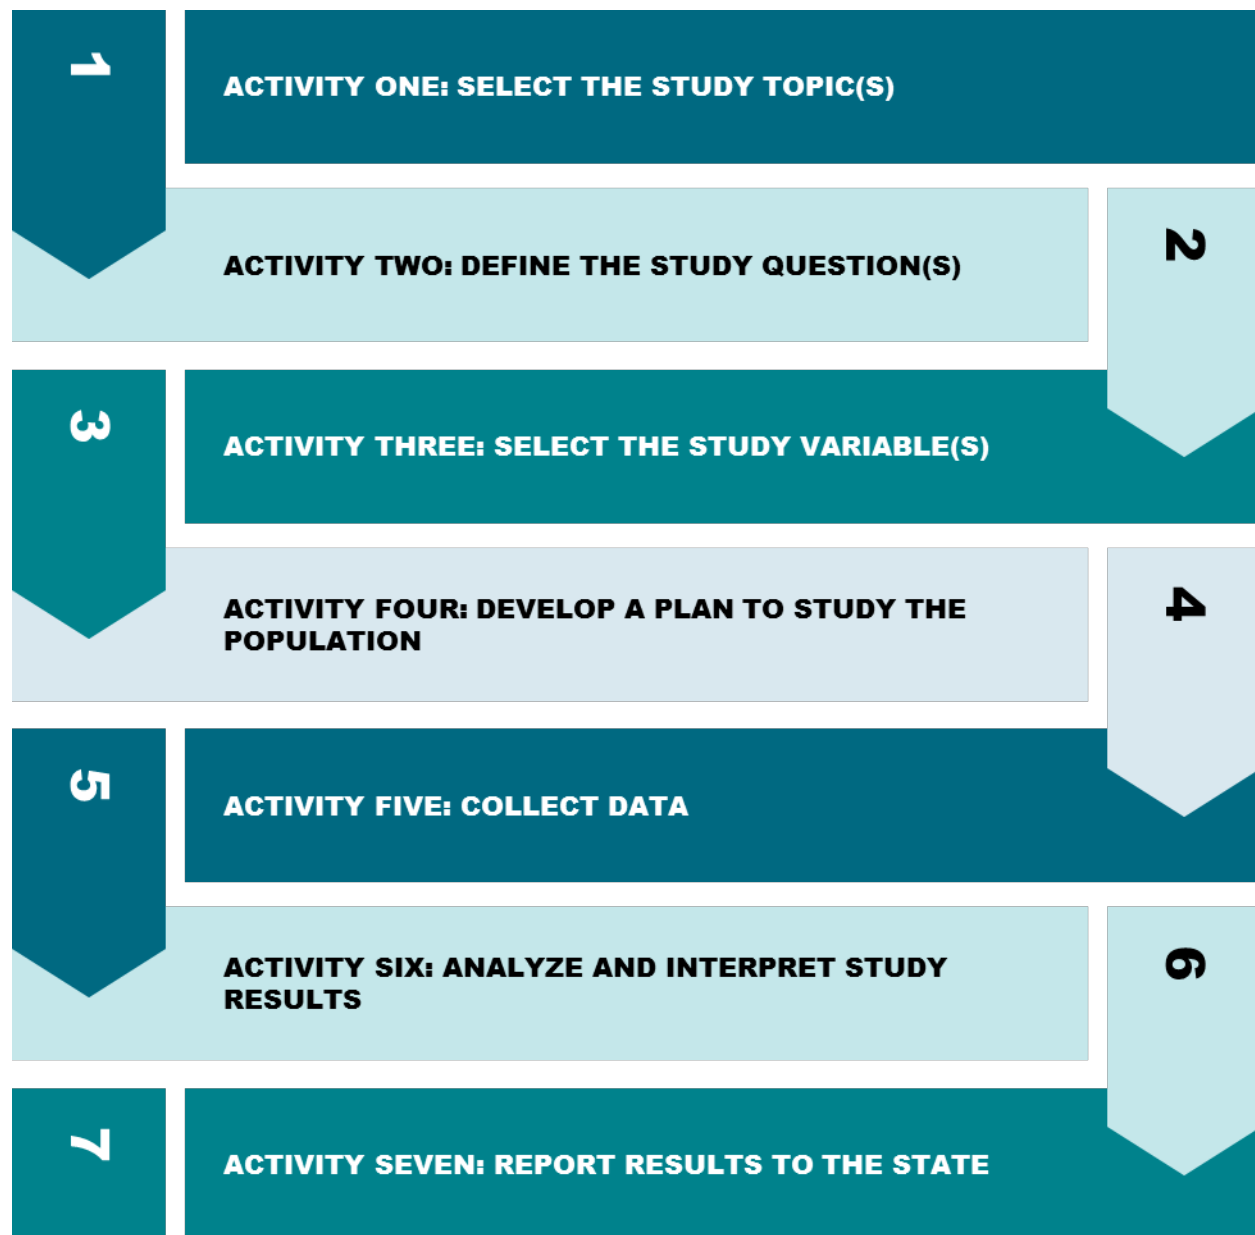 1
ACTIVITY ONE: SELECT THE STUDY TOPIC(S)
ACTIVITY TWO: DEFINE THE STUDY QUESTION(S)
2
3
ACTIVITY THREE: SELECT THE STUDY VARIABLE(S)
ACTIVITY FOUR: DEVELOP A PLAN TO STUDY THE
POPULATION
4
5
ACTIVITY FIVE: COLLECT DATA
ACTIVITY SIX: ANALYZE AND INTERPRET STUDY
RESULTS
6
7
ACTIVITY SEVEN: REPORT RESULTS TO THE STATE